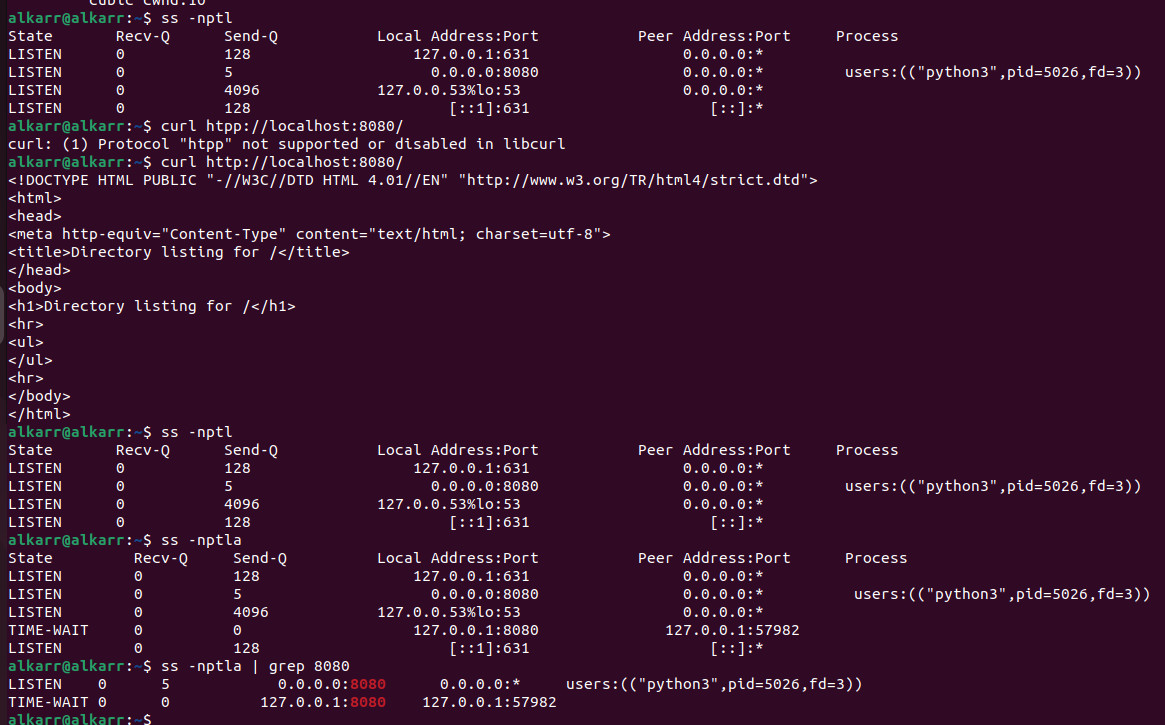 cubic cwnd:10
alkarr@alkarr:~$ ss -nptl
State Recv-Q Send-Q Local Address:Port Peer Address:Port Process
LISTEN 0 128 127.0.0.1:631 0.0.0.0:*
LISTEN 0 5 0.0.0.0:8080 0.0.0.0:* users:(("python3",pid=5026,fd=3))
LISTEN 0 4096 127.0.0.53%lo:53 0.0.0.0:*
LISTEN 0 128 [::1]:631 [::]:*
alkarr@alkarr:~$ curl htpp://localhost:8080/
curl: (1) Protocol "htpp" not supported or disabled in libcurl
alkarr@alkarr:~$ curl http://localhost:8080/
<!DOCTYPE HTML PUBLIC "-//W3C//DTD HTML 4.01//EN" "http://www.w3.org/TR/html4/strict.dtd">
<html>
<head>
<meta http-equiv="Content-Type" content="text/html; charset=utf-8">
<title>Directory listing for /</title>
</head>
<body>
<h1>Directory listing for /</h1>
<hr>
<ul>
</ul>
<hr>
</body>
</html>
alkarr@alkarr:~$ ss -nptl
State Recv-Q Send-Q Local Address:Port Peer Address:Port Process
LISTEN 0 128 127.0.0.1:631 0.0.0.0:*
LISTEN 0 5 0.0.0.0:8080 0.0.0.0:* users:(("python3",pid=5026,fd=3))
LISTEN 0 4096 127.0.0.53%lo:53 0.0.0.0:*
LISTEN 0 128 [::1]:631 [::]:*
alkarr@alkarr:~$ ss -nptla
State Recv-Q Send-Q Local Address:Port Peer Address:Port Process
LISTEN 0 128 127.0.0.1:631 0.0.0.0:*
LISTEN 0 5 0.0.0.0:8080 0.0.0.0:* users:(("python3",pid=5026,fd=3))
LISTEN 0 4096 127.0.0.53%lo:53 0.0.0.0:*
TIME-WAIT 0 0 127.0.0.1:8080 127.0.0.1:57982
LISTEN 0 128 [::1]:631 [::]:*
alkarr@alkarr:~$ ss -nptla | grep 8080
LISTEN 0 5 0.0.0.0:8080 0.0.0.0:* users:(("python3",pid=5026,fd=3))
TIME-WAIT 0 0 127.0.0.1:8080 127.0.0.1:57982
alkarr@alkarr:~$